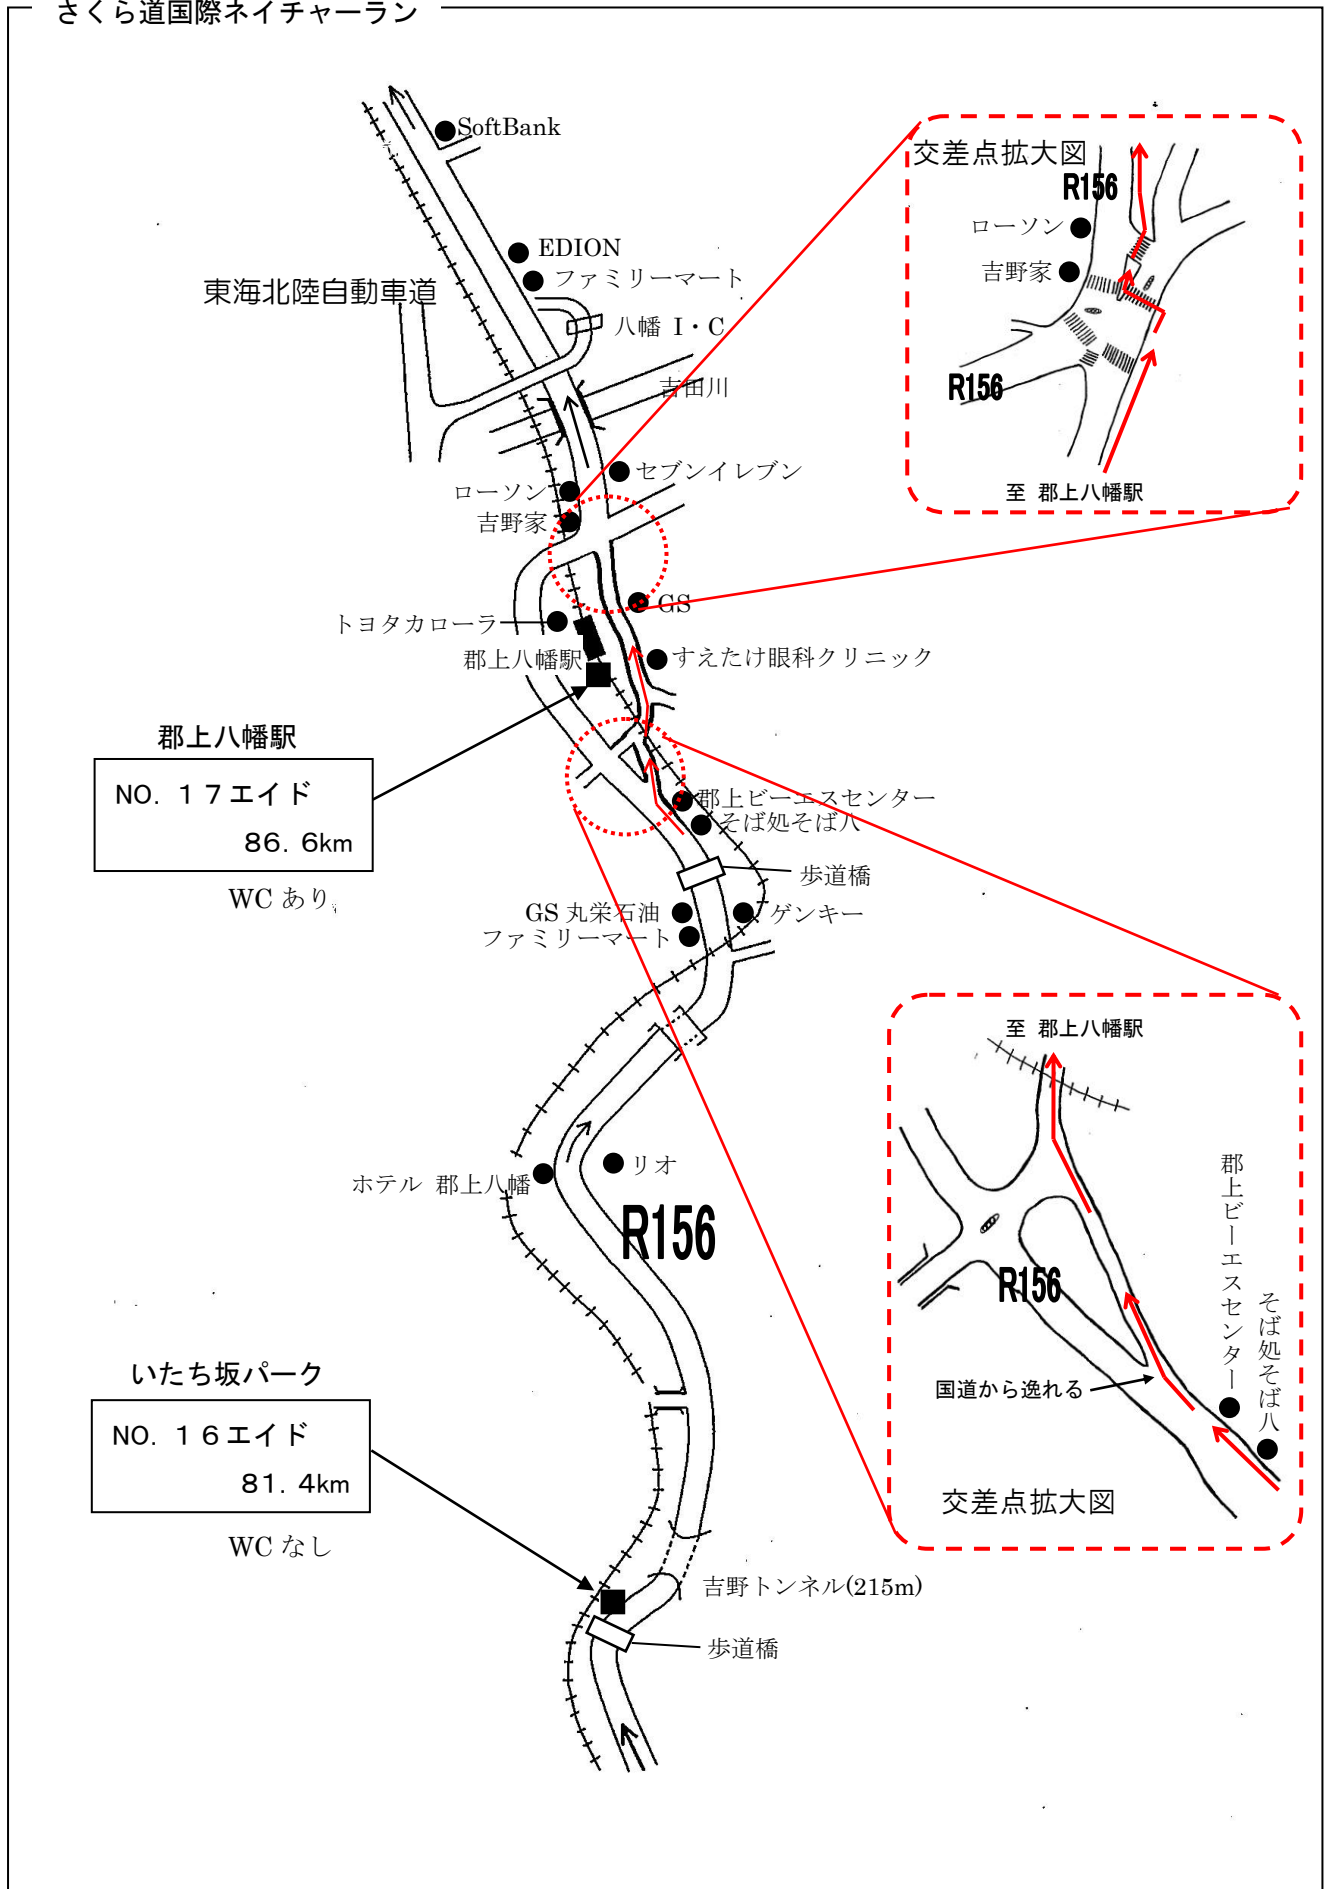 さくら道国際ネイチャーラン
SoftBank
EDION
ファミリーマート
東海北陸自動車道
八幡 I・C
吉田川
セブンイレブン
ローソン
吉野家
GS
トヨタカローラ
郡上八幡駅
すえたけ眼科クリニック
郡上八幡駅
NO. 17エイド
86. 6km
WC あり
郡上ビーエスセンター
そば処そば八
歩道橋
GS 丸栄石油
ゲンキー
ファミリーマート
ホテル 郡上八幡
リオ
R156
いたち坂パーク
NO. 16エイド
81. 4km
WC なし
吉野トンネル(215m)
歩道橋
交差点拡大図
R156
ローソン
吉野家
R156
至 郡上八幡駅
至 郡上八幡駅
郡上ビーエスセンター
そば処そば八
R156
国道から逸れる
交差点拡大図